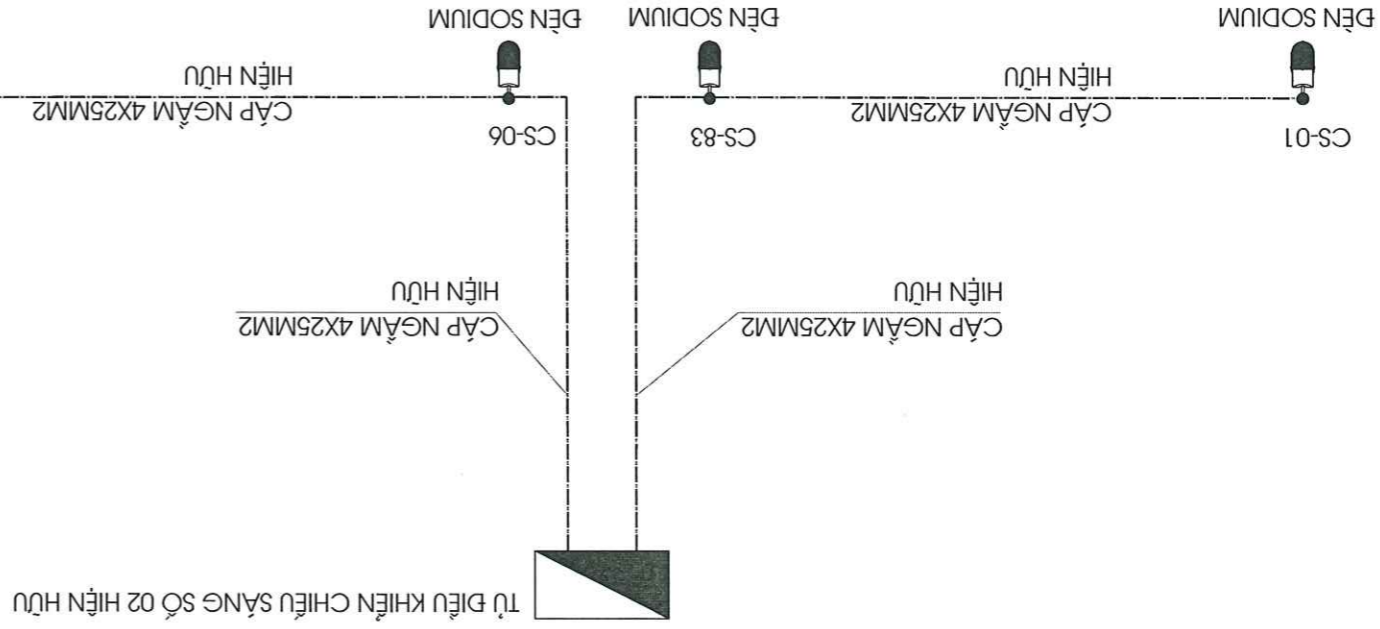 TỦ ĐIỀU KHIỂN CHIẾU SÁNG SỐ 02 HIỆN HỮU
CÁP NGẦM 4X25MM2
HIỆN HỮU
CÁP NGẦM 4X25MM2
HIỆN HỮU
CS-01
CÁP NGẦM 4X25MM2
HIỆN HỮU
CS-83
CS-06
CÁP NGẦM 4X25MM2
HIỆN HỮU
ĐÈN SODIUM
ĐÈN SODIUM
ĐÈN SODIUM